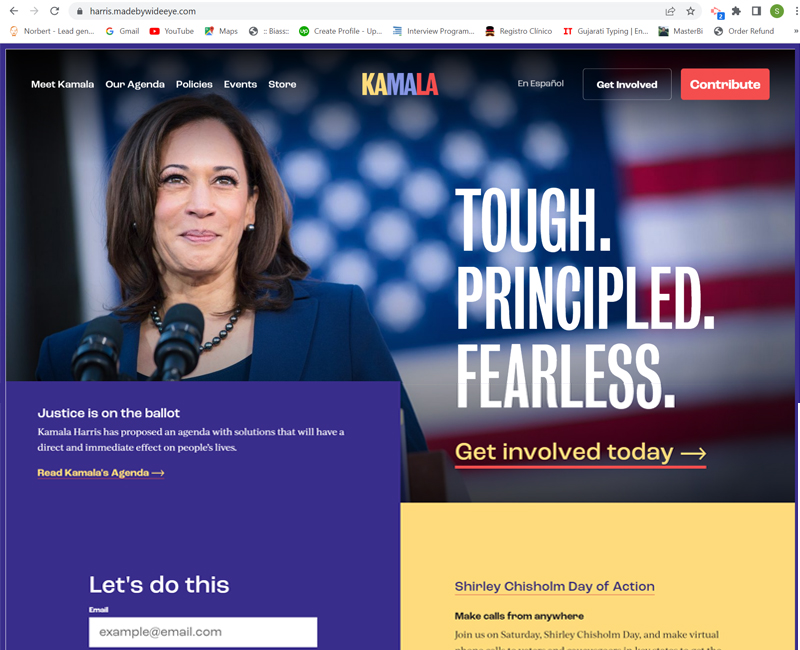 harris.madebywideeye.com
Norbert - Lead gen...
Gmail
YouTube
Maps
:: Biass::
Create Profile - Up...
Interview Program...
Registro Clínico
Gujarati Typing | En...
MasterBi
Order Refund
Meet Kamala
Our Agenda
Policies
Events
Store
KAMALA
En Español
Get Involved
Contribute
TOUGH.
PRINCIPLED.
FEARLESS.
Get involved today →
Justice is on the ballot
Kamala Harris has proposed an agenda with solutions that will have a
direct and immediate effect on people's lives.
Read Kamala's Agenda →
Let's do this
Email
example@email.com
Shirley Chisholm Day of Action
Make calls from anywhere
Join us on Saturday, Shirley Chisholm Day, and make virtual